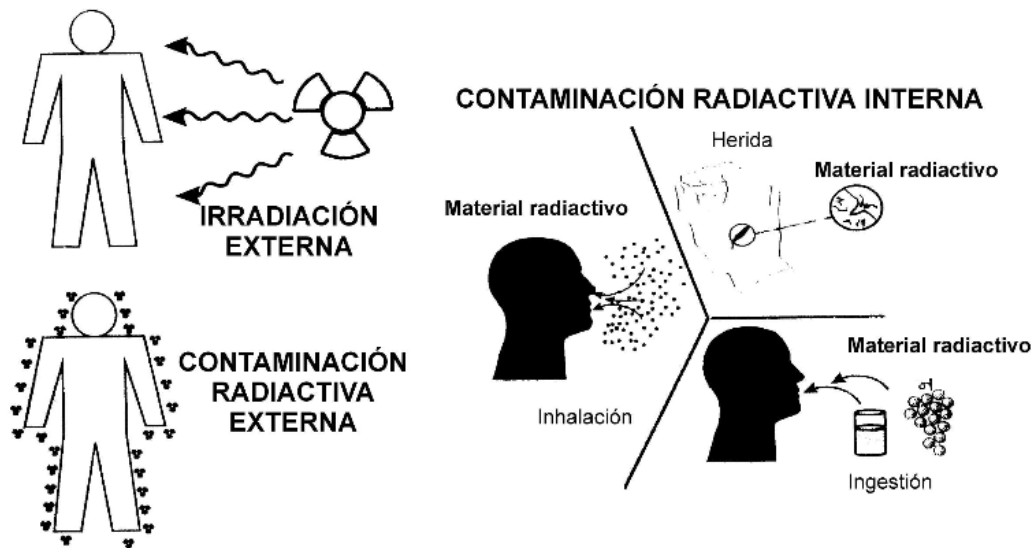 IRRADIACIÓN
EXTERNA
CONTAMINACIÓN
RADIACTIVA
EXTERNA
CONTAMINACIÓN RADIACTIVA INTERNA
Herida
Material radiactivo
Material radiactivo
Inhalación
Material radiactivo
Ingestión